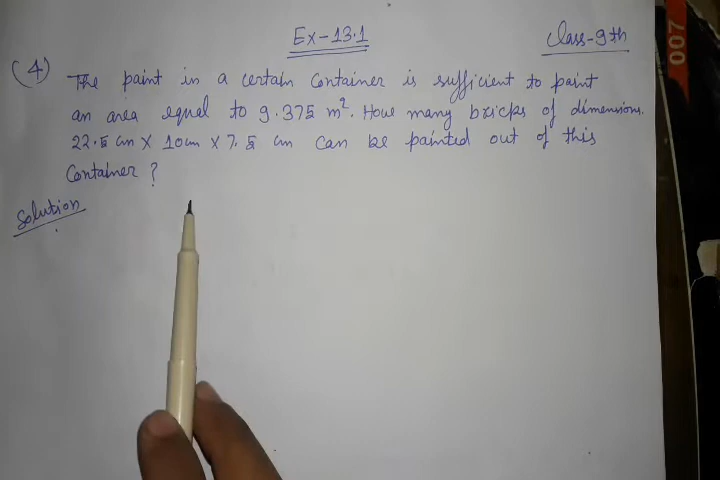 Ex-13.1
Class-9th
(4) The paint in a certain Container is sufficient to paint
an area equal to 9.375 m². How many bricks of dimensions.
22.5 cm X 10cm X 7.5 cm can be painted out of this
Container ?
Solution
007